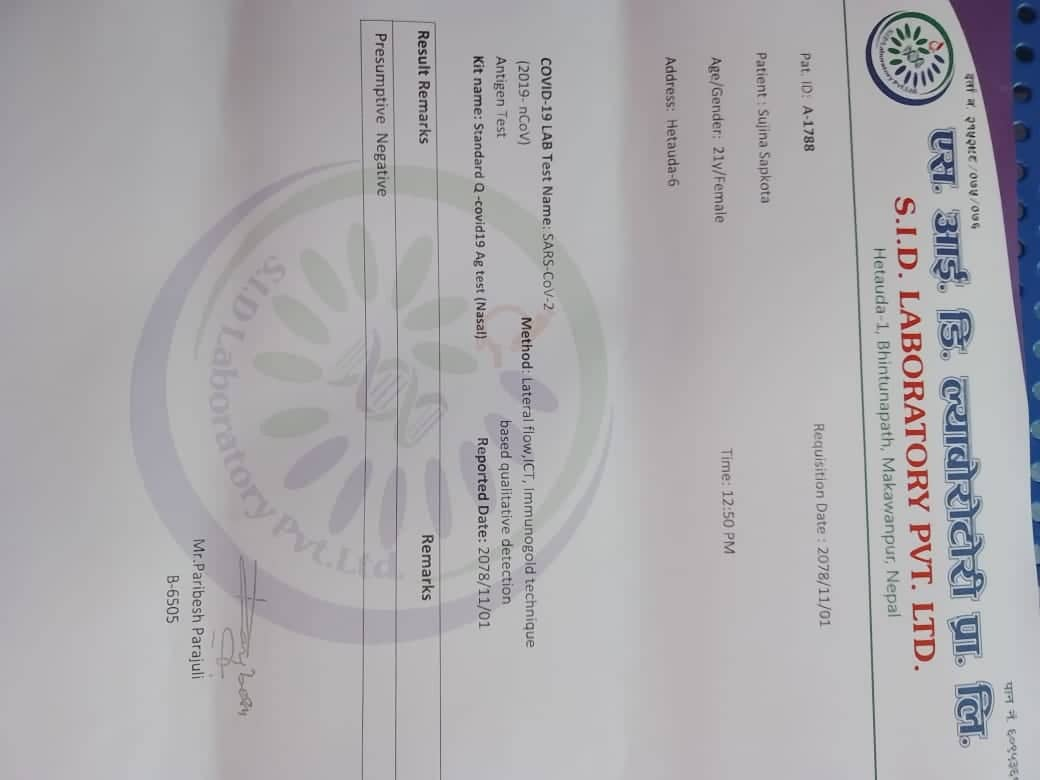 दर्ता नं. २१५२१८/०७५/०७६
पान नं. ६०९५३६
एस. आई. डि. ल्याबोरोटोरी प्रा. लि.
S.I.D. LABORATORY PVT. LTD.
Hetauda-1, Bhintunapath, Makawanpur, Nepal
Pat. ID: A-1788
Requisition Date : 2078/11/01
Patient : Sujina Sapkota
Age/Gender: 21y/Female
Time: 12:50 PM
Address: Hetauda-6
COVID-19 LAB Test Name: SARS-CoV-2
(2019- nCoV)
Method: Lateral flow,ICT, Immunogold technique
Antigen Test
based qualitative detection
Kit name: Standard Q -covid19 Ag test (Nasal)
Reported Date: 2078/11/01
Result Remarks
Remarks
Presumptive Negative
S.I.D Laboratory Pvt.Ltd.
Mr.Paribesh Parajuli
B-6505